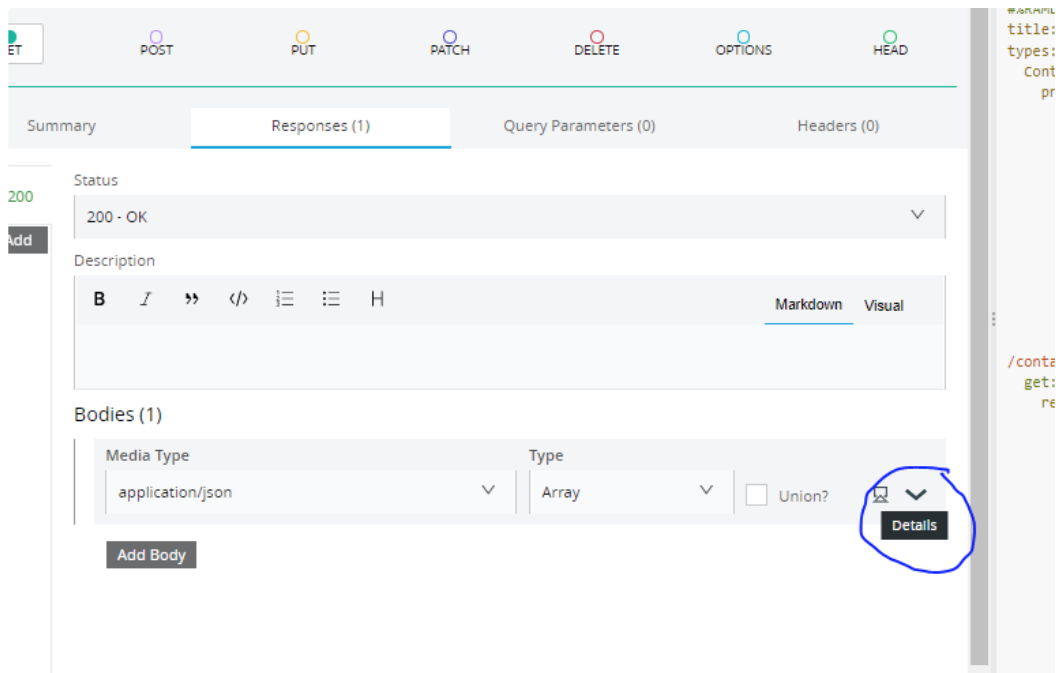 ET POST PUT PATCH DELETE OPTIONS HEAD
Summary Responses (1) Query Parameters (0) Headers (0)
200
Add
Status
200 - OK
Description
B I H Markdown Visual
Bodies (1)
Media Type Type
application/json Array Union?
Details
Add Body
#%RAML
title:
types:
Cont
pr
/conta
get:
re